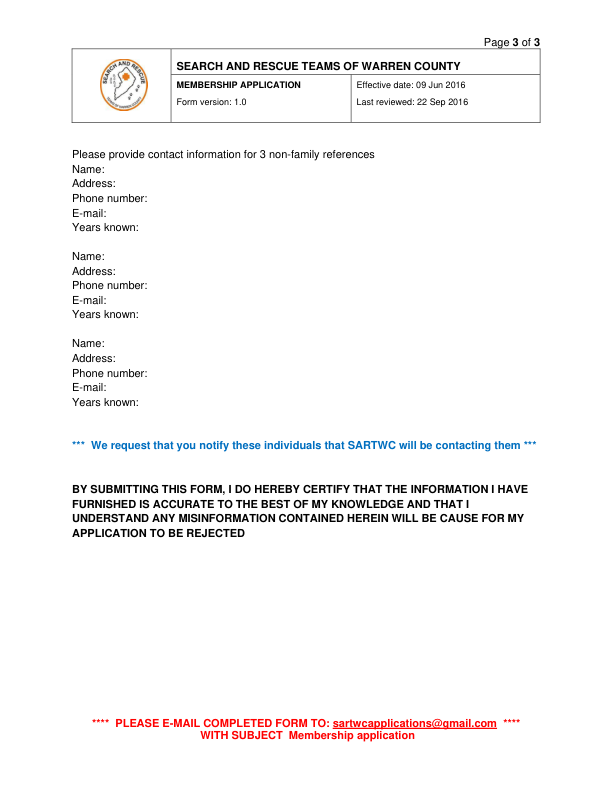 Page 3 of 3
SEARCH AND RESCUE
SEARCH AND RESCUE TEAMS OF WARREN COUNTY
MEMBERSHIP APPLICATION
Effective date: 09 Jun 2016
Form version: 1.0
Last reviewed: 22 Sep 2016
Please provide contact information for 3 non-family references
Name:
Address:
Phone number:
E-mail:
Years known:
Name:
Address:
Phone number:
E-mail:
Years known:
Name:
Address:
Phone number:
E-mail:
Years known:
*** We request that you notify these individuals that SARTWC will be contacting them ***
BY SUBMITTING THIS FORM, I DO HEREBY CERTIFY THAT THE INFORMATION I HAVE
FURNISHED IS ACCURATE TO THE BEST OF MY KNOWLEDGE AND THAT I
UNDERSTAND ANY MISINFORMATION CONTAINED HEREIN WILL BE CAUSE FOR MY
APPLICATION TO BE REJECTED
**** PLEASE E-MAIL COMPLETED FORM TO: sartwcapplications@gmail.com ****
WITH SUBJECT Membership application